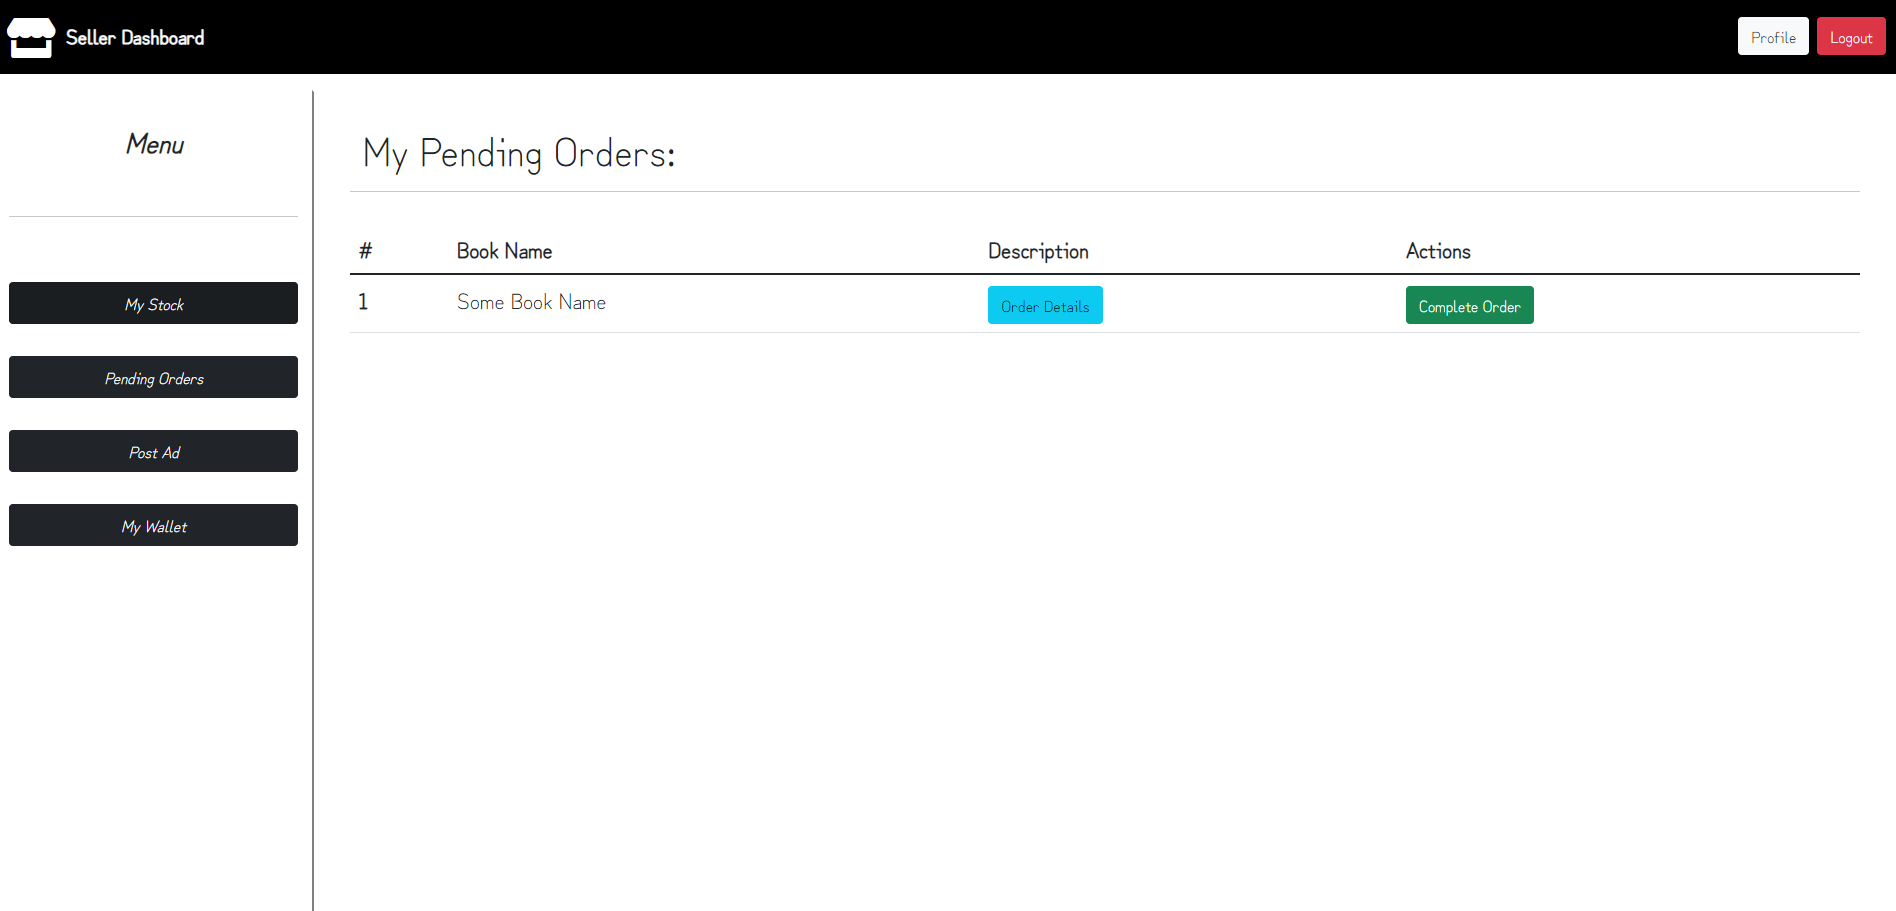 Seller Dashboard
Profile
Logout
Menu
My Stock
Pending Orders
Post Ad
My Wallet
My Pending Orders:
# Book Name Description Actions
1 Some Book Name Order Details Complete Order